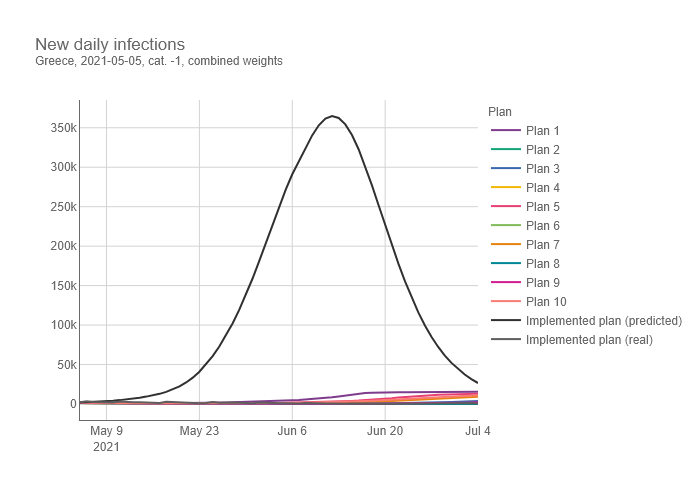 New daily infections
Greece, 2021-05-05, cat. -1, combined weights
Plan
Plan 1
Plan 2
Plan 3
Plan 4
Plan 5
Plan 6
Plan 7
Plan 8
Plan 9
Plan 10
Implemented plan (predicted)
Implemented plan (real)
350k
300k
250k
200k
150k
100k
50k
0
May 9 May 23 Jun 6 Jun 20 Jul 4
2021